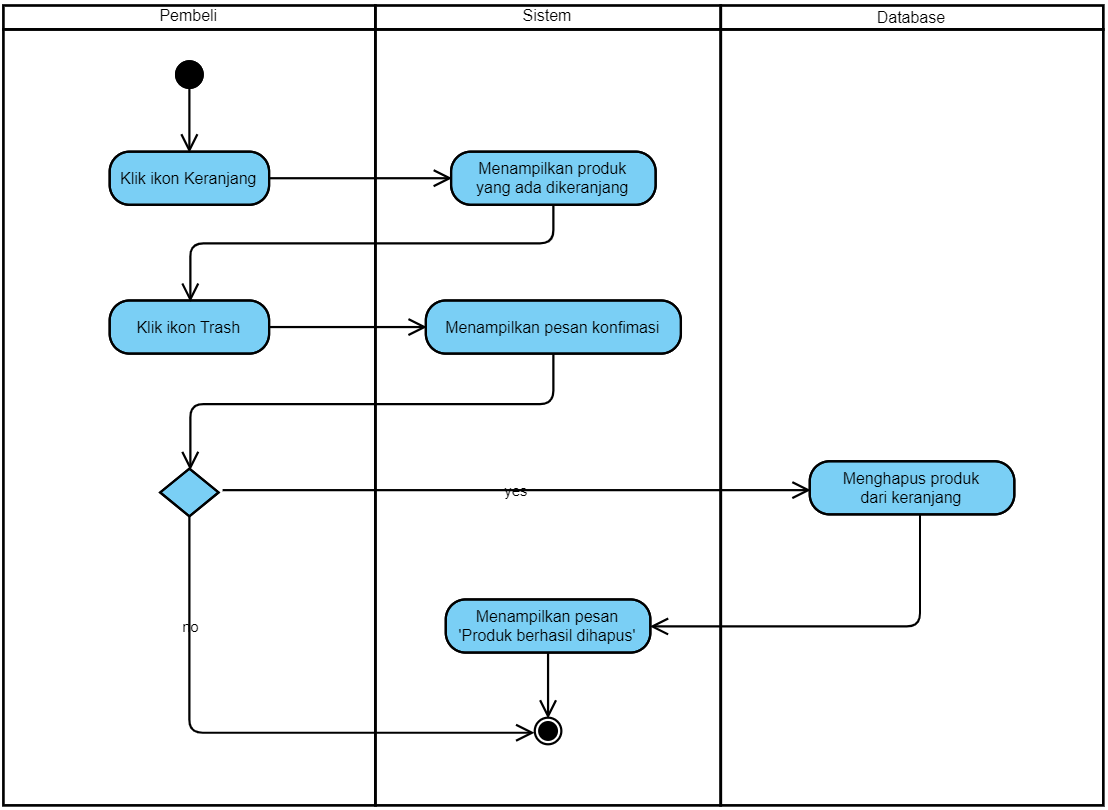 Pembeli
Sistem
Database
Klik ikon Keranjang
Menampilkan produk
yang ada dikeranjang
Klik ikon Trash
Menampilkan pesan konfimasi
yes
Menghapus produk
dari keranjang
Menampilkan pesan
'Produk berhasil dihapus'
no